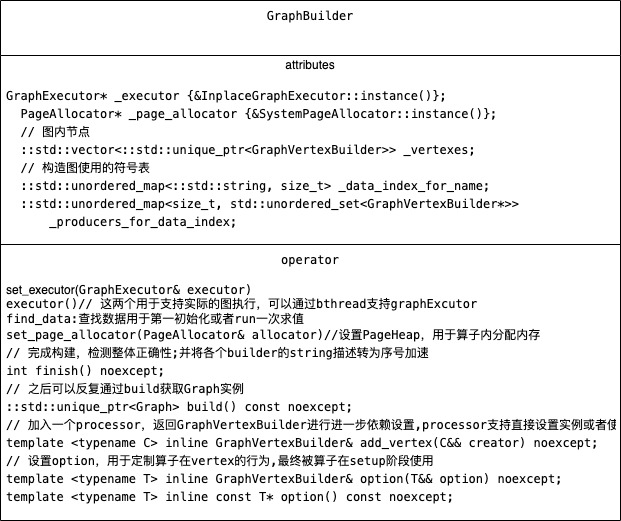 GraphBuilder
attributes
GraphExecutor* _executor {&InplaceGraphExecutor::instance()};
PageAllocator* _page_allocator {&SystemPageAllocator::instance()};
// 图内节点
::std::vector<::std::unique_ptr<GraphVertexBuilder>> _vertexes;
// 构造图使用的符号表
::std::unordered_map<::std::string, size_t> _data_index_for_name;
::std::unordered_map<size_t, std::unordered_set<GraphVertexBuilder*>>
_producers_for_data_index;
operator
set_executor(GraphExecutor& executor)
executor()// 这两个用于支持实际的图执行，可以通过bthread支持graphExcutor
find_data:查找数据用于第一初始化或者run一次求值
set_page_allocator(PageAllocator& allocator)//设置PageHeap，用于算子内分配内存
// 完成构建，检测整体正确性;并将各个builder的string描述转为序号加速
int finish() noexcept;
// 之后可以反复通过build获取Graph实例
::std::unique_ptr<Graph> build() const noexcept;
// 加入一个processor，返回GraphVertexBuilder进行进一步依赖设置,processor支持直接设置实例或者使
template <typename C> inline GraphVertexBuilder& add_vertex(C&& creator) noexcept;
// 设置option，用于定制算子在vertex的行为,最终被算子在setup阶段使用
template <typename T> inline GraphVertexBuilder& option(T&& option) noexcept;
template <typename T> inline const T* option() const noexcept;